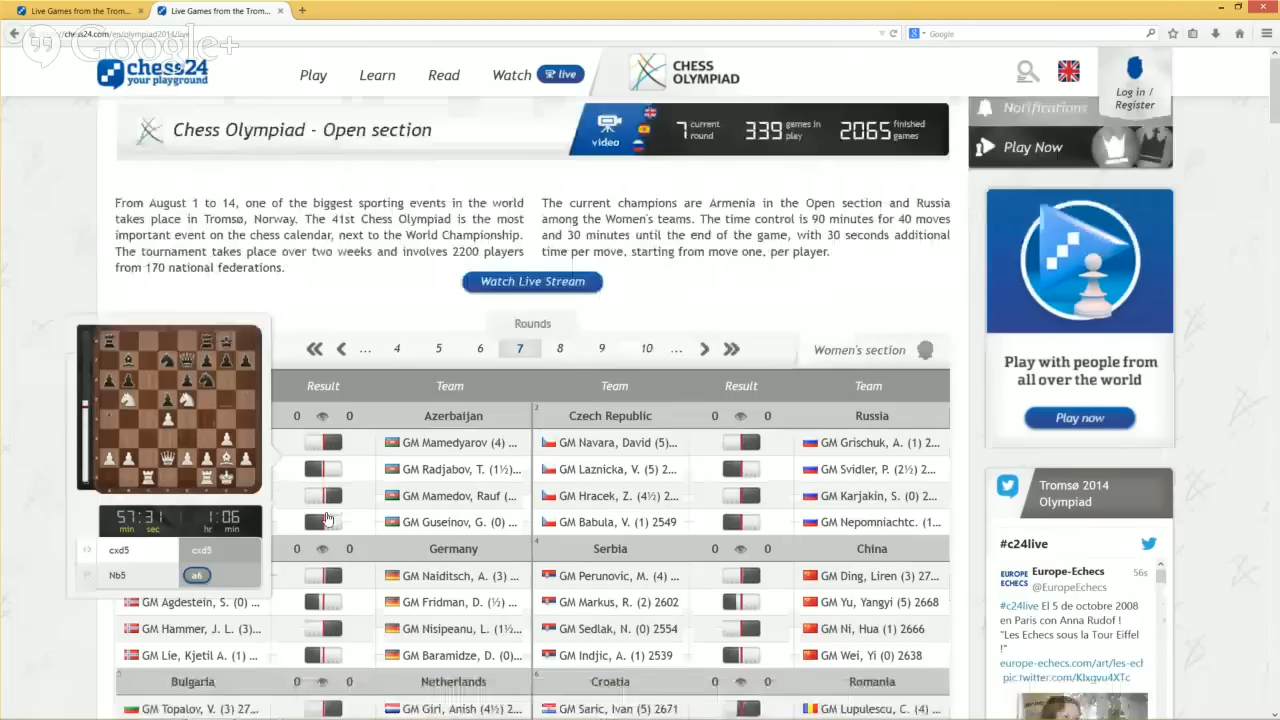 Live Games from the Trom...
Live Games from the Trom...
chess24.com/en/olympiad2014/live
Google
Google+
chess24
your playground
Play
Learn
Read
Watch
live
CHESS
OLYMPIAD
Log in /
Register
Chess Olympiad - Open section
video
7 current
round
339 games in
play
2065 finished
games
Notifications
Play Now
From August 1 to 14, one of the biggest sporting events in the world
takes place in Tromsø, Norway. The 41st Chess Olympiad is the most
important event on the chess calendar, next to the World Championship.
The tournament takes place over two weeks and involves 2200 players
from 170 national federations.
The current champions are Armenia in the Open section and Russia
among the Women's teams. The time control is 90 minutes for 40 moves
and 30 minutes until the end of the game, with 30 seconds additional
time per move, starting from move one, per player.
Watch Live Stream
Rounds
... 4 5 6 7 8 9 10 ...
Women's section
Result Team Team Result Team
0 0 Azerbaijan 2 Czech Republic 0 0 Russia
GM Mamedyarov (4) ... GM Navara, David (5)... GM Grischuk, A. (1) 2...
GM Radjabov, T. (1½)... GM Laznicka, V. (5) 2... GM Svidler, P. (2½) 2...
GM Mamedov, Rauf ... GM Hracek, Z. (4½) 2... GM Karjakin, S. (0) 2...
GM Guseinov, G. (0) ... GM Babula, V. (1) 2549 GM Nepomniachtc. (1...
0 0 Germany 4 Serbia 0 0 China
GM Naiditsch, A. (3) ... GM Perunovic, M. (4) ... GM Ding, Liren (3) 27...
GM Agdestein, S. (0) ... GM Fridman, D. (½) ... GM Markus, R. (2) 2602 GM Yu, Yangyi (5) 2668
GM Hammer, J. L. (3)... GM Nisipeanu, L. (1½... GM Sedlak, N. (0) 2554 GM Ni, Hua (1) 2666
GM Lie, Kjetil A. (1) ... GM Baramidze, D. (0)... GM Indjic, A. (1) 2539 GM Wei, Yi (0) 2638
Bulgaria 0 0 Netherlands 6 Croatia 0 0 Romania
GM Topalov, V. (3) 27... GM Giri, Anish (4½) 2... GM Saric, Ivan (5) 2671 GM Lupulescu, C. (4) ...
57:31 1:06
min sec hr min
cxd5 cxd5
Nb5 a6
Play with people from
all over the world
Play now
Tromsø 2014
Olympiad
#c24live
Europe-Echecs 56s
@EuropeEchecs
EUROPE
ECHECS
#c24live El 5 de octubre 2008
en Paris con Anna Rudof !
"Les Echecs sous la Tour Eiffel
!"
europe-echecs.com/art/les-ecl
pic.twitter.com/KIxgvu4XTc